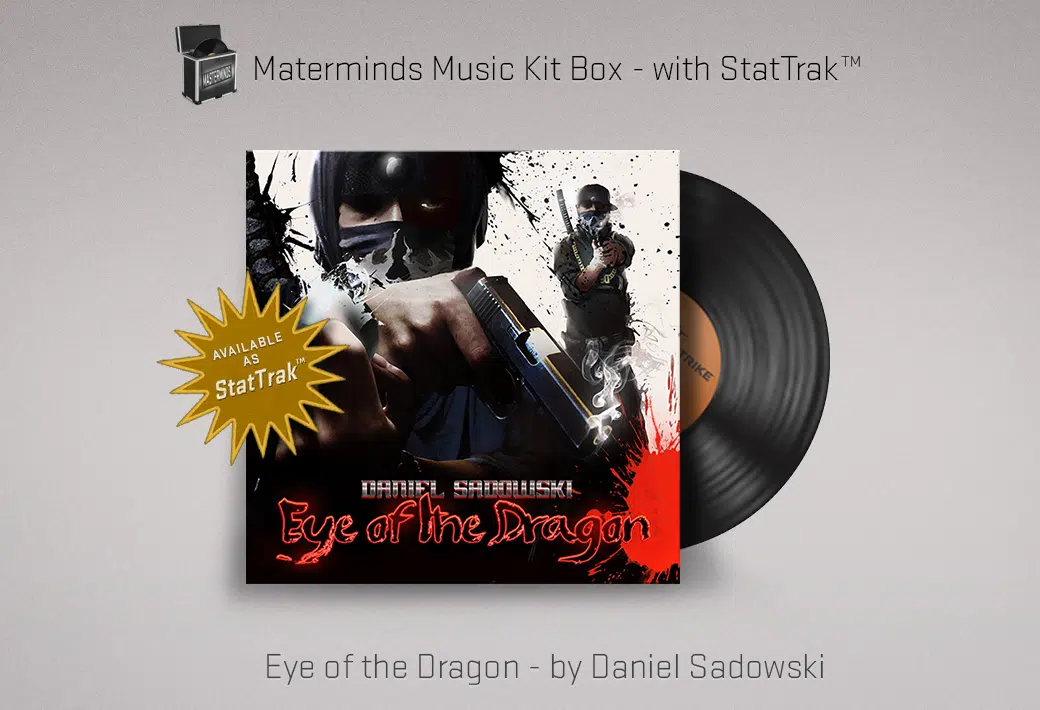 MASTERMINDS
Materminds Music Kit Box - with StatTrak™
AVAILABLE
AS
StatTrak™
RIKE
DANIEL SADOWSKI
Eye of the Dragon
Eye of the Dragon - by Daniel Sadowski